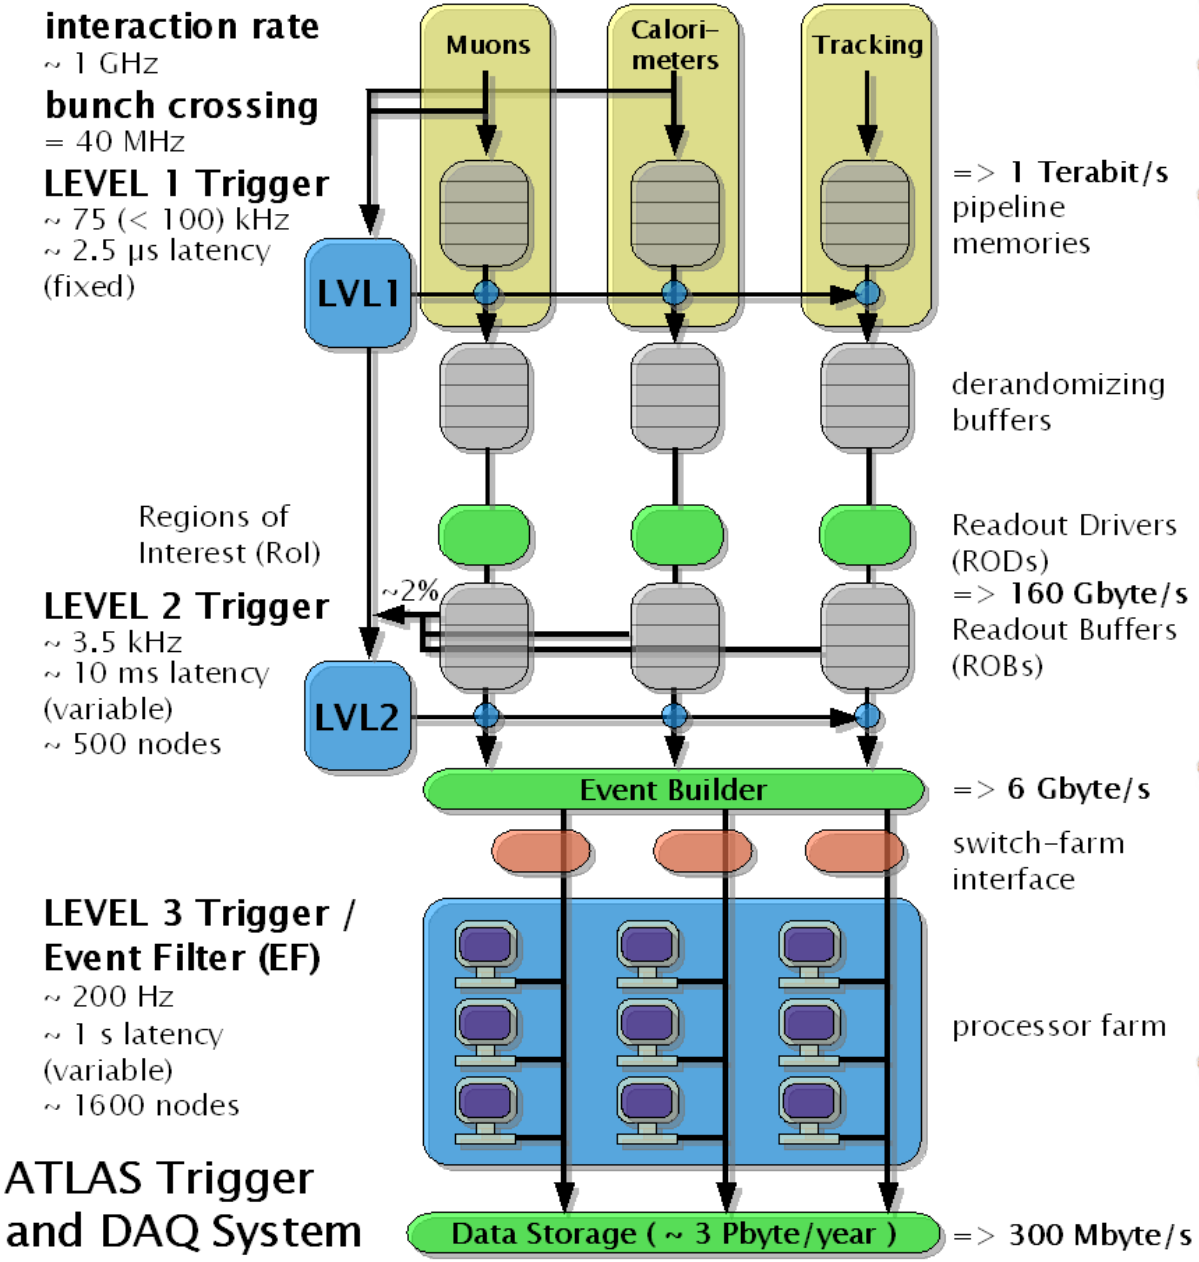 interaction rate
~ 1 GHz
bunch crossing
= 40 MHz
LEVEL 1 Trigger
~ 75 (< 100) kHz
~ 2.5 µs latency
(fixed)
Muons
Calori-
meters
Tracking
=> 1 Terabit/s
pipeline
memories
LVL1
derandomizing
buffers
Regions of
Interest (RoI)
Readout Drivers
(RODs)
=> 160 Gbyte/s
Readout Buffers
(ROBs)
~2%
LEVEL 2 Trigger
~ 3.5 kHz
~ 10 ms latency
(variable)
~ 500 nodes
LVL2
Event Builder
=> 6 Gbyte/s
switch-farm
interface
LEVEL 3 Trigger /
Event Filter (EF)
~ 200 Hz
~ 1 s latency
(variable)
~ 1600 nodes
processor farm
ATLAS Trigger
and DAQ System
Data Storage ( ~ 3 Pbyte/year )
=> 300 Mbyte/s